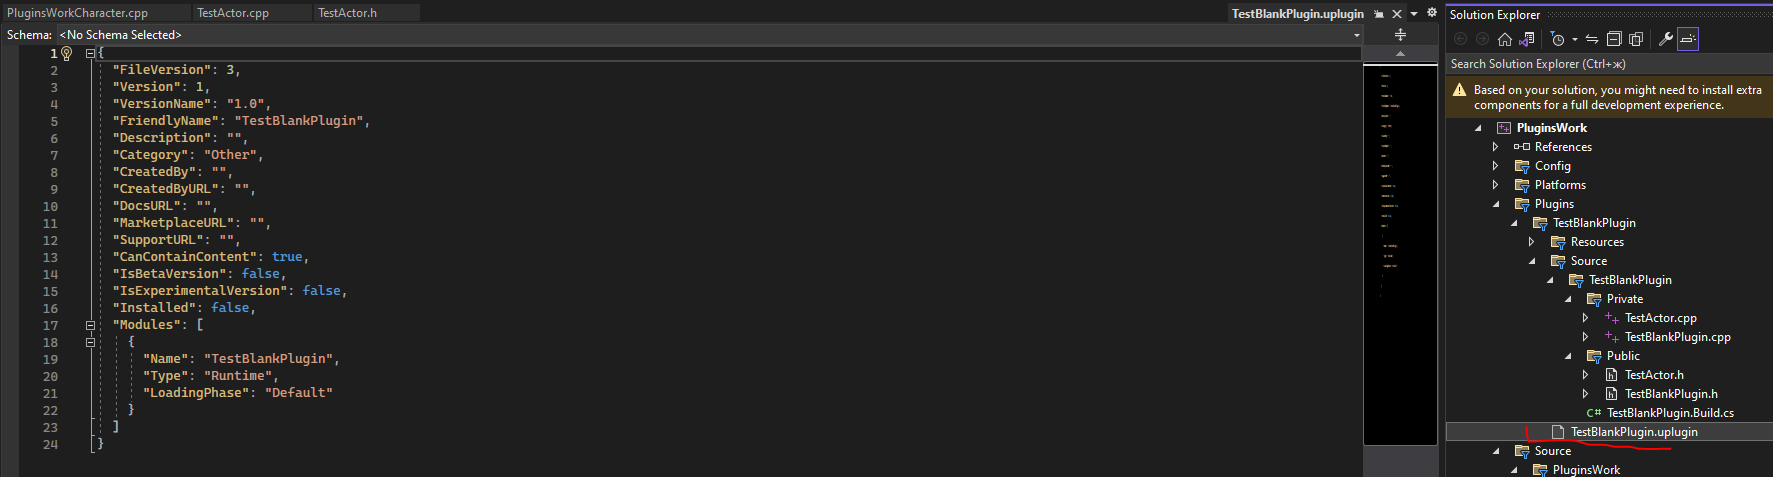 PluginsWorkCharacter.cpp TestActor.cpp TestActor.h TestBlankPlugin.uplugin
Schema: <No Schema Selected>
1 {
2 "FileVersion": 3,
3 "Version": 1,
4 "VersionName": "1.0",
5 "FriendlyName": "TestBlankPlugin",
6 "Description": "",
7 "Category": "Other",
8 "CreatedBy": "",
9 "CreatedByURL": "",
10 "DocsURL": "",
11 "MarketplaceURL": "",
12 "SupportURL": "",
13 "CanContainContent": true,
14 "IsBetaVersion": false,
15 "IsExperimentalVersion": false,
16 "Installed": false,
17 "Modules": [
18 {
19 "Name": "TestBlankPlugin",
20 "Type": "Runtime",
21 "LoadingPhase": "Default"
22 }
23 ]
24 }
Solution Explorer
Search Solution Explorer (Ctrl+ж)
Based on your solution, you might need to install extra
components for a full development experience.
PluginsWork
References
Config
Platforms
Plugins
TestBlankPlugin
Resources
Source
TestBlankPlugin
Private
TestActor.cpp
TestBlankPlugin.cpp
Public
TestActor.h
TestBlankPlugin.h
C# TestBlankPlugin.Build.cs
TestBlankPlugin.uplugin
Source
PluginsWork